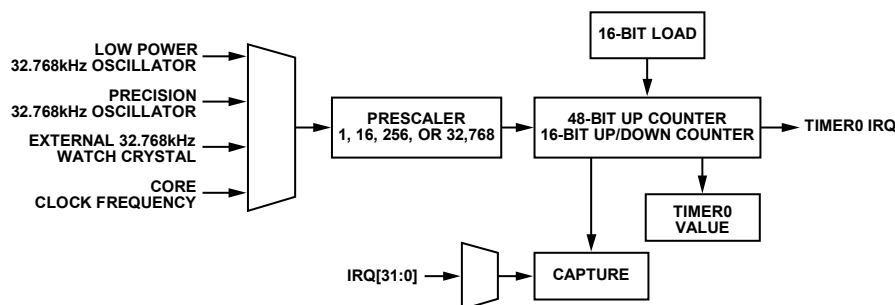 LOW POWER
32.768kHz OSCILLATOR
16-BIT LOAD
PRECISION
32.768kHz OSCILLATOR
PRESCALER
1, 16, 256, OR 32,768
48-BIT UP COUNTER
16-BIT UP/DOWN COUNTER
TIMER0 IRQ
EXTERNAL 32.768kHz
WATCH CRYSTAL
CORE
CLOCK FREQUENCY
TIMER0
VALUE
IRQ[31:0]
CAPTURE